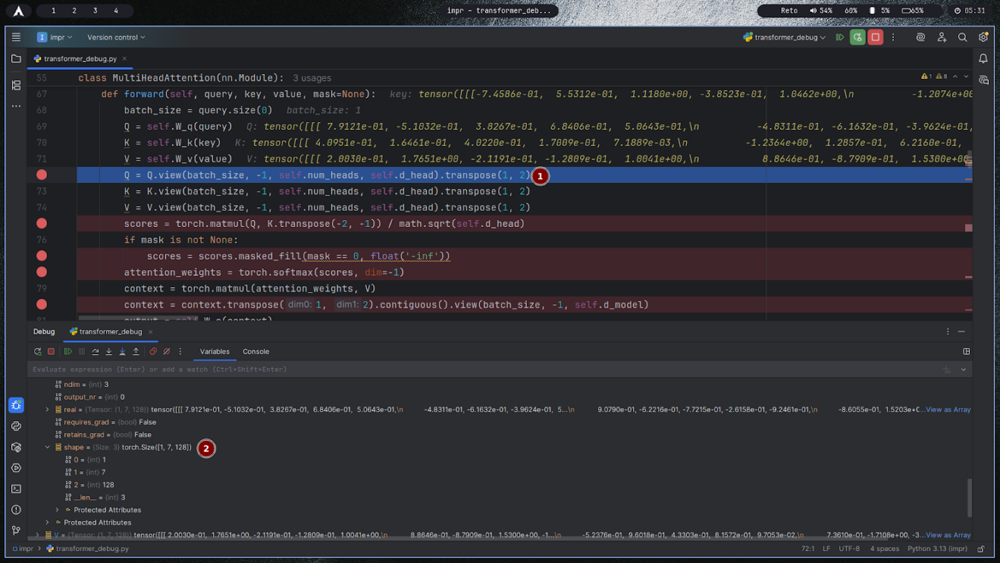 1 2 3 4 impr - transformer_deb... Reto 54% 60% 5% 65% 05:31
I impr Version control transformer_debug
transformer_debug.py ×
55 class MultiHeadAttention(nn.Module): 3 usages 1 8
67 def forward(self, query, key, value, mask=None): key: tensor([[[-7.4586e-01, 5.5312e-01, 1.1180e+00, -3.8523e-01, 1.0462e+00,\n -1.2074e+00
68 batch_size = query.size(0) batch_size: 1
69 Q = self.W_q(query) Q: tensor([[[ 7.9121e-01, -5.1032e-01, 3.8267e-01, 6.8406e-01, 5.0643e-01,\n -4.8311e-01, -6.1632e-01, -3.9624e-01,
70 K = self.W_k(key) K: tensor([[[ 4.0951e-01, 1.6461e-01, 4.0220e-01, 1.7009e-01, 7.1889e-03,\n -1.2364e+00, 1.2857e-01, 6.2160e-01,
71 V = self.W_v(value) V: tensor([[[ 2.0030e-01, 1.7651e+00, -2.1191e-01, -1.2809e-01, 1.0041e+00,\n 8.8646e-01, -8.7909e-01, 1.5300e+00
Q = Q.view(batch_size, -1, self.num_heads, self.d_head).transpose(1, 2) 1
73 K = K.view(batch_size, -1, self.num_heads, self.d_head).transpose(1, 2)
74 V = V.view(batch_size, -1, self.num_heads, self.d_head).transpose(1, 2)
scores = torch.matmul(Q, K.transpose(-2, -1)) / math.sqrt(self.d_head)
76 if mask is not None:
scores = scores.masked_fill(mask == 0, float('-inf'))
attention_weights = torch.softmax(scores, dim=-1)
79 context = torch.matmul(attention_weights, V)
context = context.transpose( dim0: 1, dim1: 2).contiguous().view(batch_size, -1, self.d_model)
81 output = self.W_o(context)
Debug transformer_debug ×
Variables Console
Evaluate expression (Enter) or add a watch (Ctrl+Shift+Enter)
ndim = {int} 3
output_nr = {int} 0
real = {Tensor: (1, 7, 128)} tensor([[[ 7.9121e-01, -5.1032e-01, 3.8267e-01, 6.8406e-01, 5.0643e-01,\n -4.8311e-01, -6.1632e-01, -3.9624e-01, 5...\n 9.0790e-01, -6.2216e-01, -7.7215e-01, -2.6158e-01, -9.2461e-01,\n -8.6055e-01, 1.5203e+0...View as Array
requires_grad = {bool} False
retains_grad = {bool} False
shape = {Size: 3} torch.Size([1, 7, 128]) 2
0 = {int} 1
1 = {int} 7
2 = {int} 128
__len__ = {int} 3
Protected Attributes
Protected Attributes
V = {Tensor: (1, 7, 128)} tensor([[[ 2.0030e-01, 1.7651e+00, -2.1191e-01, -1.2809e-01, 1.0041e+00,\n 8.8646e-01, -8.7909e-01, 1.5300e+00, -1...\n -5.2376e-01, 9.6018e-01, 4.3303e-01, 8.1572e-01, 9.7053e-02,\n 7.3610e-01, -1.7108e+00, -3...View as Array
impr > transformer_debug.py 72:1 LF UTF-8 4 spaces Python 3.13 (impr)